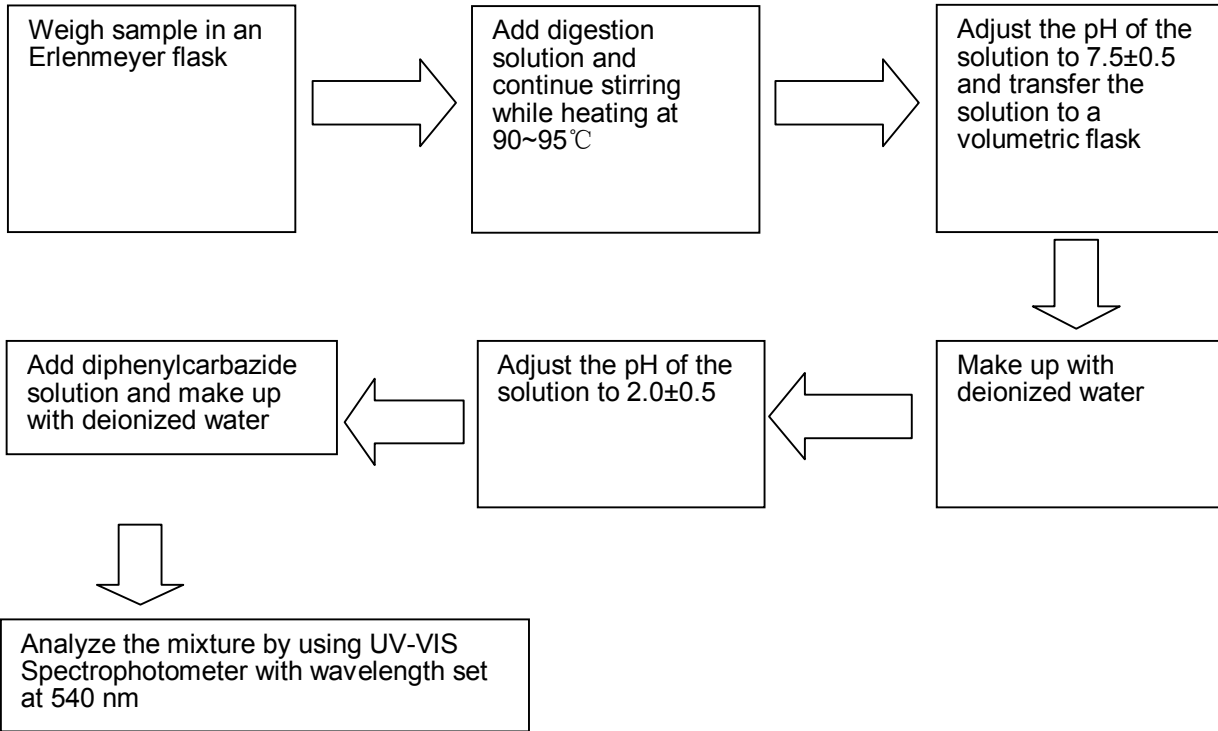 Weigh sample in an
Erlenmeyer flask
Add digestion
solution and
continue stirring
while heating at
90~95℃
Adjust the pH of the
solution to 7.5±0.5
and transfer the
solution to a
volumetric flask
Make up with
deionized water
Adjust the pH of the
solution to 2.0±0.5
Add diphenylcarbazide
solution and make up
with deionized water
Analyze the mixture by using UV-VIS
Spectrophotometer with wavelength set
at 540 nm